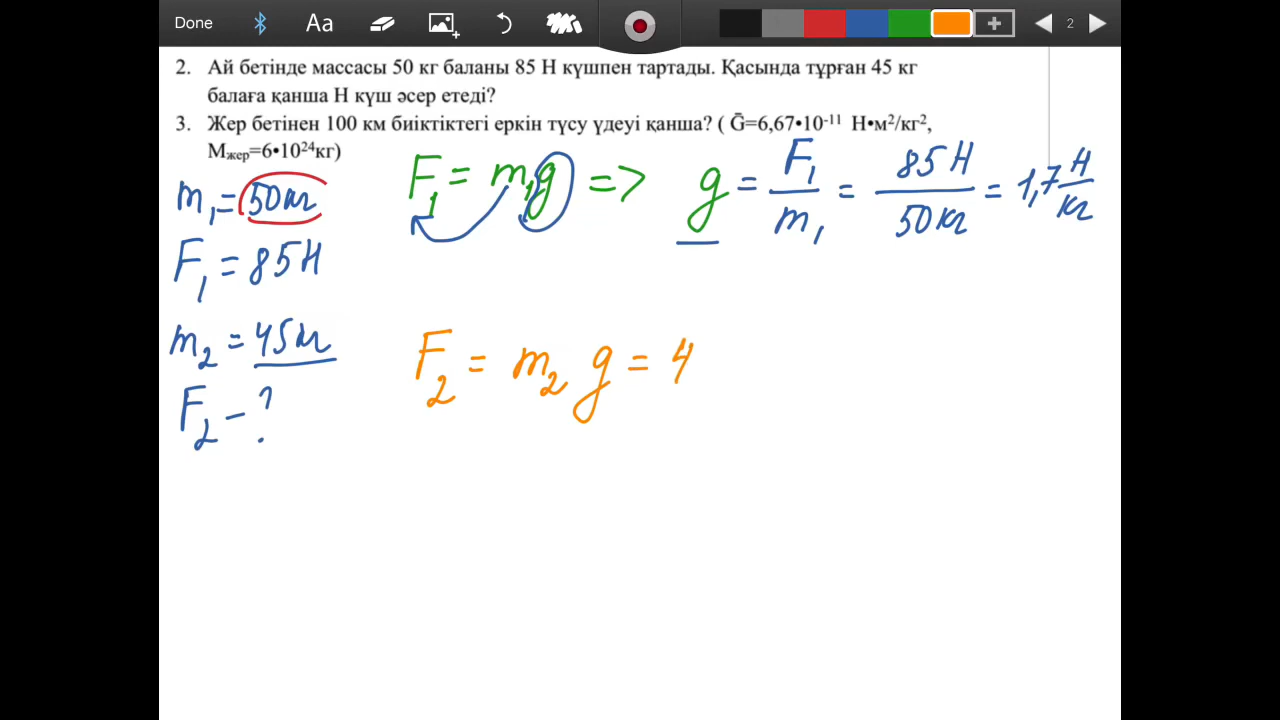 Done
Aa
2
2. Ай бетінде массасы 50 кг баланы 85 Н күшпен тартады. Қасында тұрған 45 кг
балаға қанша Н күш әсер етеді?
3. Жер бетінен 100 км биіктіктегі еркін түсу үдеуі қанша? ( Ḡ=6,67•10⁻¹¹ Н•м²/кг²,
Мжер=6•10²⁴кг)
m₁=50кг
F₁=85Н
m₂=45кг
F₂-?
F₁=m₁g => g = F₁/m₁ = 85Н/50кг = 1,7 Н/кг
F₂ = m₂ g = 4